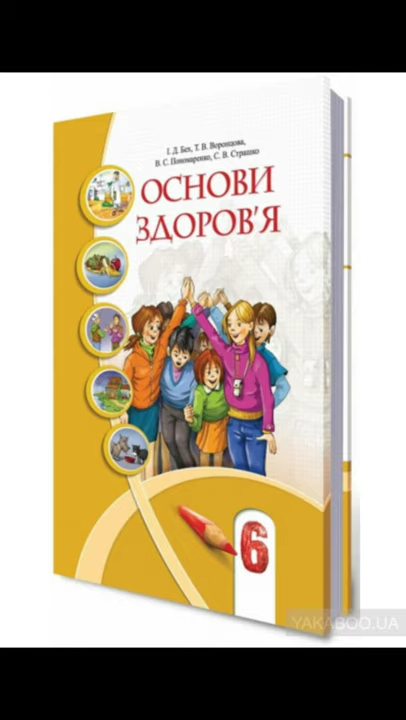 І. Д. Бех, Т. В. Воронцова,
В. С. Пономаренко, С. В. Страшко
ОСНОВИ
ЗДОРОВ'Я
6
YAKABOO.UA